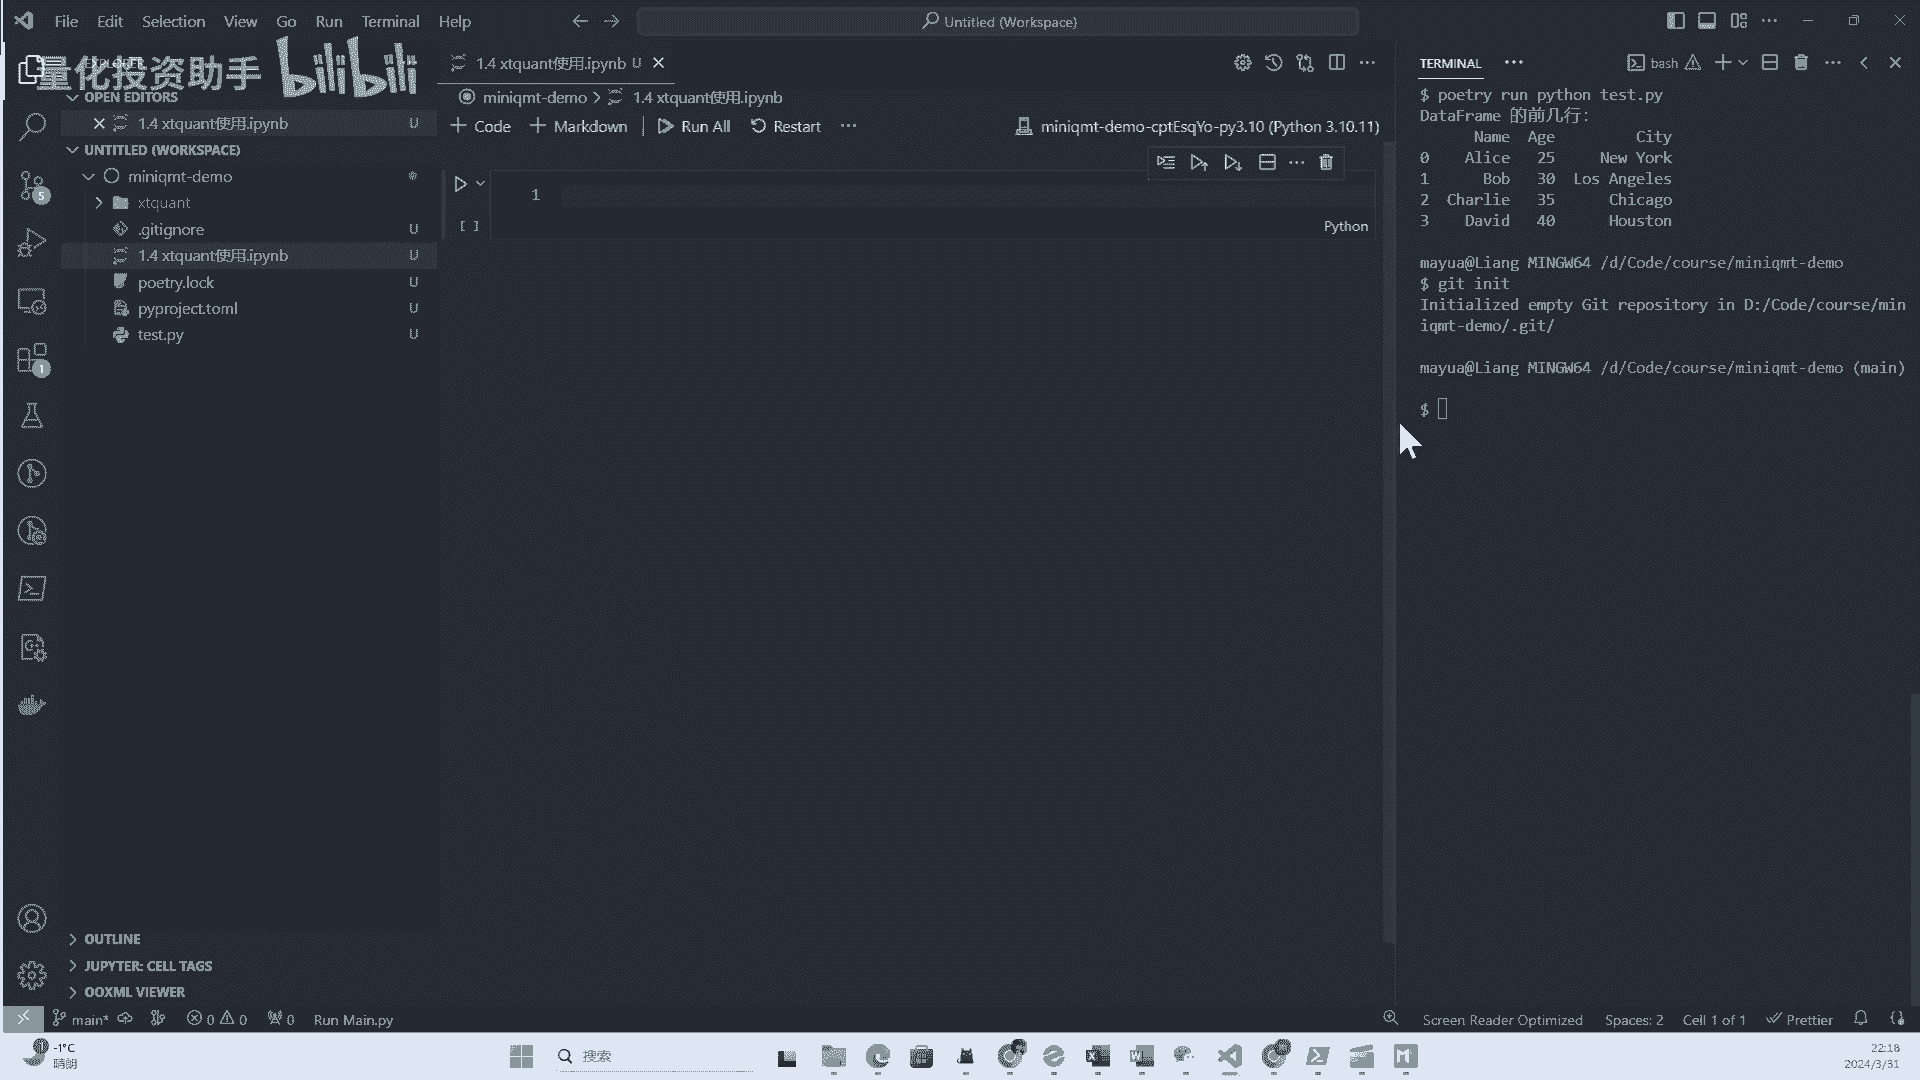 File Edit Selection View Go Run Terminal Help
Untitled (Workspace)
量化投资助手 bilibili
OPEN EDITORS
1.4 xtquant使用.ipynb U
UNTITLED (WORKSPACE)
miniqmt-demo
xtquant
.gitignore U
1.4 xtquant使用.ipynb U
poetry.lock U
pyproject.toml U
test.py U
5
1
OUTLINE
JUPYTER: CELL TAGS
OOXML VIEWER
1.4 xtquant使用.ipynb U
miniqmt-demo > 1.4 xtquant使用.ipynb
Code Markdown Run All Restart
miniqmt-demo-cptEsqYo-py3.10 (Python 3.10.11)
1
[ ]
Python
TERMINAL
bash
$ poetry run python test.py
DataFrame 的前几行:
Name Age City
0 Alice 25 New York
1 Bob 30 Los Angeles
2 Charlie 35 Chicago
3 David 40 Houston
mayua@Liang MINGW64 /d/Code/course/miniqmt-demo
$ git init
Initialized empty Git repository in D:/Code/course/min
iqmt-demo/.git/
mayua@Liang MINGW64 /d/Code/course/miniqmt-demo (main)
$
main* 0 0 0 Run Main.py
Screen Reader Optimized Spaces: 2 Cell 1 of 1 Prettier
-1°C
晴朗
搜索
22:18
2024/3/31